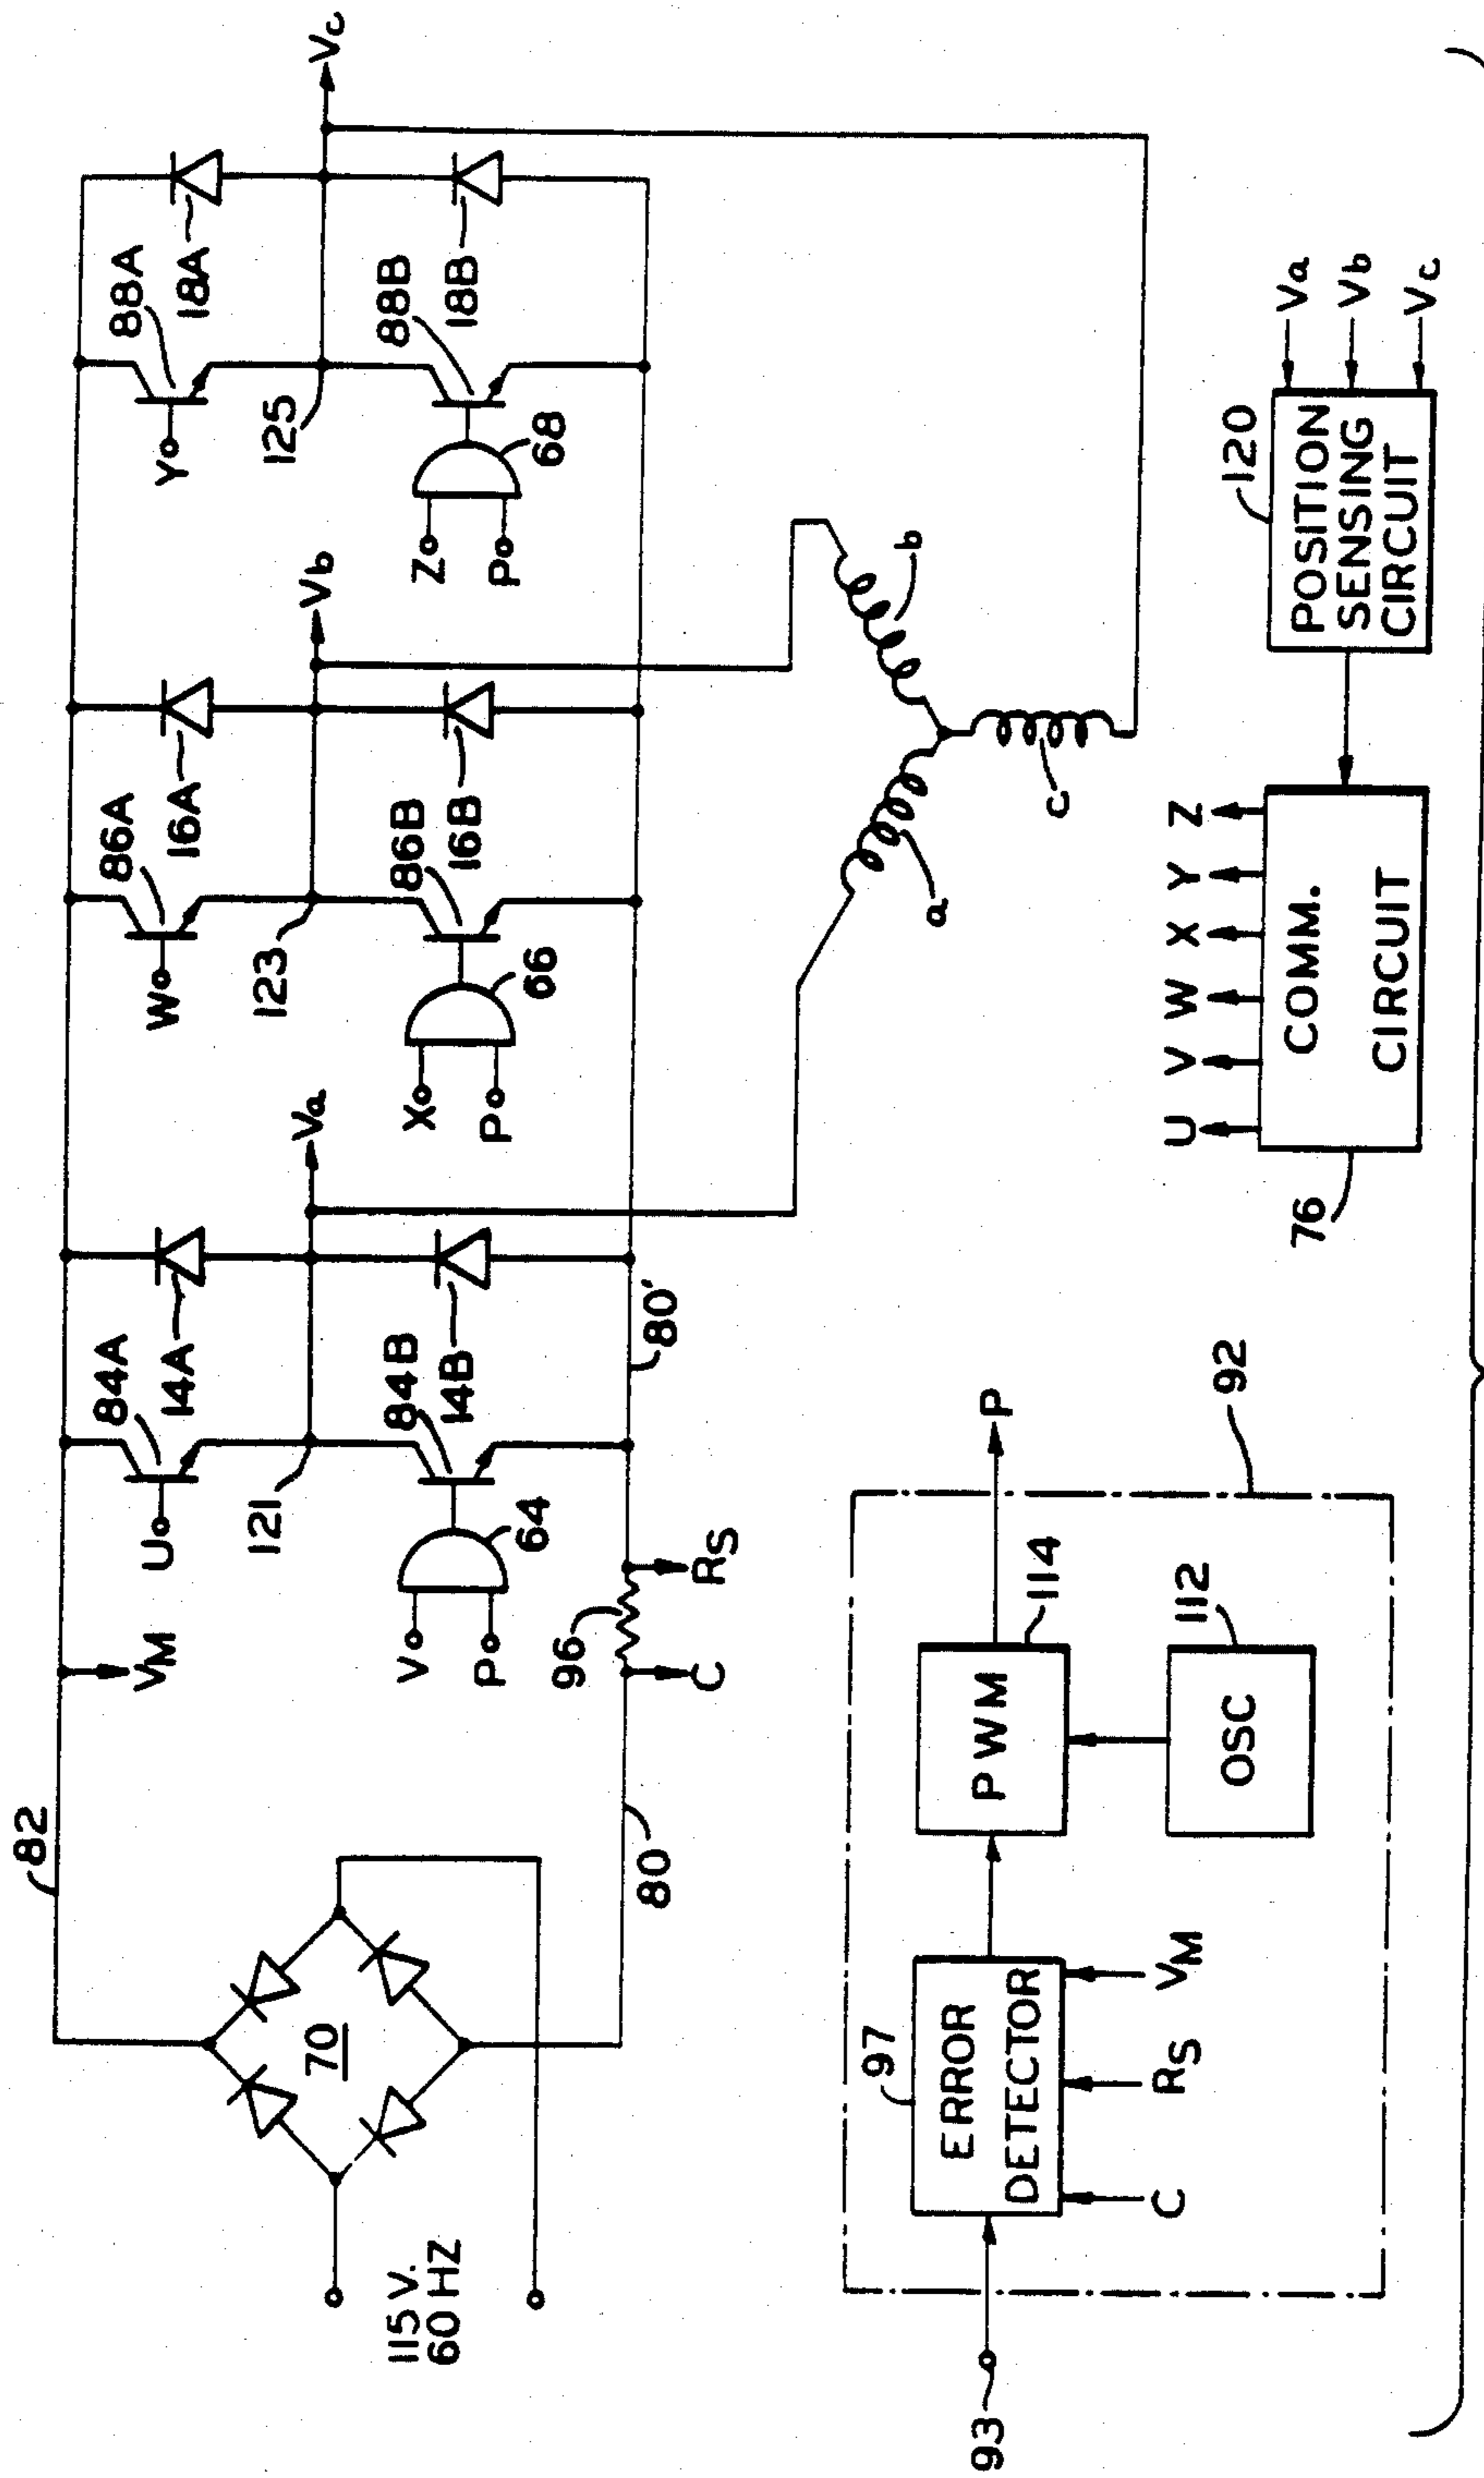 82
VM
U
84A
14A
121
Va
W
86A
16A
123
Vb
Y
88A
18A
125
Vc
70
115 V.
60 HZ
V
P
64
84B
14B
X
P
66
86B
16B
Z
P
68
88B
18B
80
96
C
RS
80'
a
b
c
93
97
ERROR
DETECTOR
C
RS
VM
PWM
114
P
OSC
112
92
76
U V W X Y Z
COMM.
CIRCUIT
120
POSITION
SENSING
CIRCUIT
Va
Vb
Vc